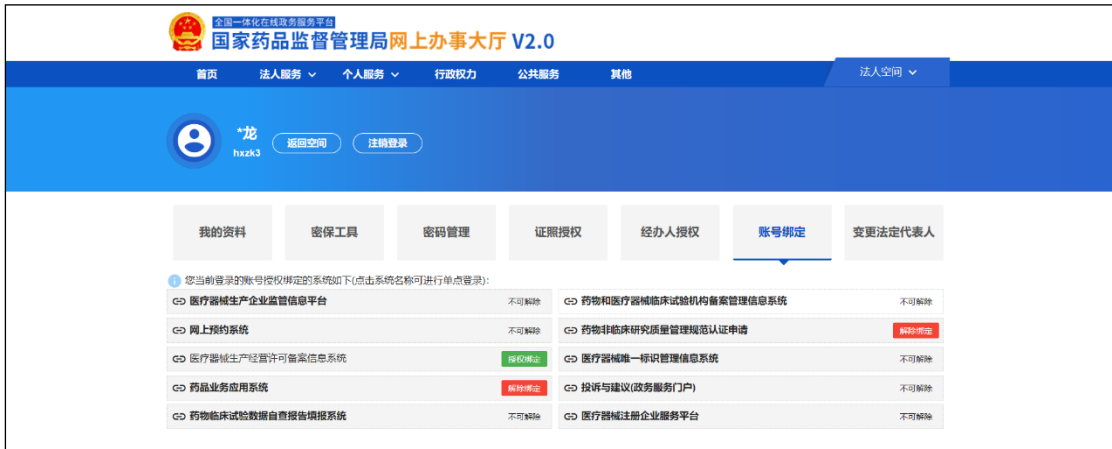 全国一体化在线政务服务平台
国家药品监督管理局网上办事大厅 V2.0
首页 法人服务 个人服务 行政权力 公共服务 其他 法人空间
*龙
hxzk3
返回空间 注销登录
我的资料 密保工具 密码管理 证照授权 经办人授权 账号绑定 变更法定代表人
您当前登录的账号授权绑定的系统如下(点击系统名称可进行单点登录):
医疗器械生产企业监管信息平台 不可解除 药物和医疗器械临床试验机构备案管理信息系统 不可解除
网上预约系统 不可解除 药物非临床研究质量管理规范认证申请 解除绑定
医疗器械生产经营许可备案信息系统 授权绑定 医疗器械唯一标识管理信息系统 不可解除
药品业务应用系统 解除绑定 投诉与建议(政务服务门户) 不可解除
药物临床试验数据自查报告填报系统 不可解除 医疗器械注册企业服务平台 不可解除